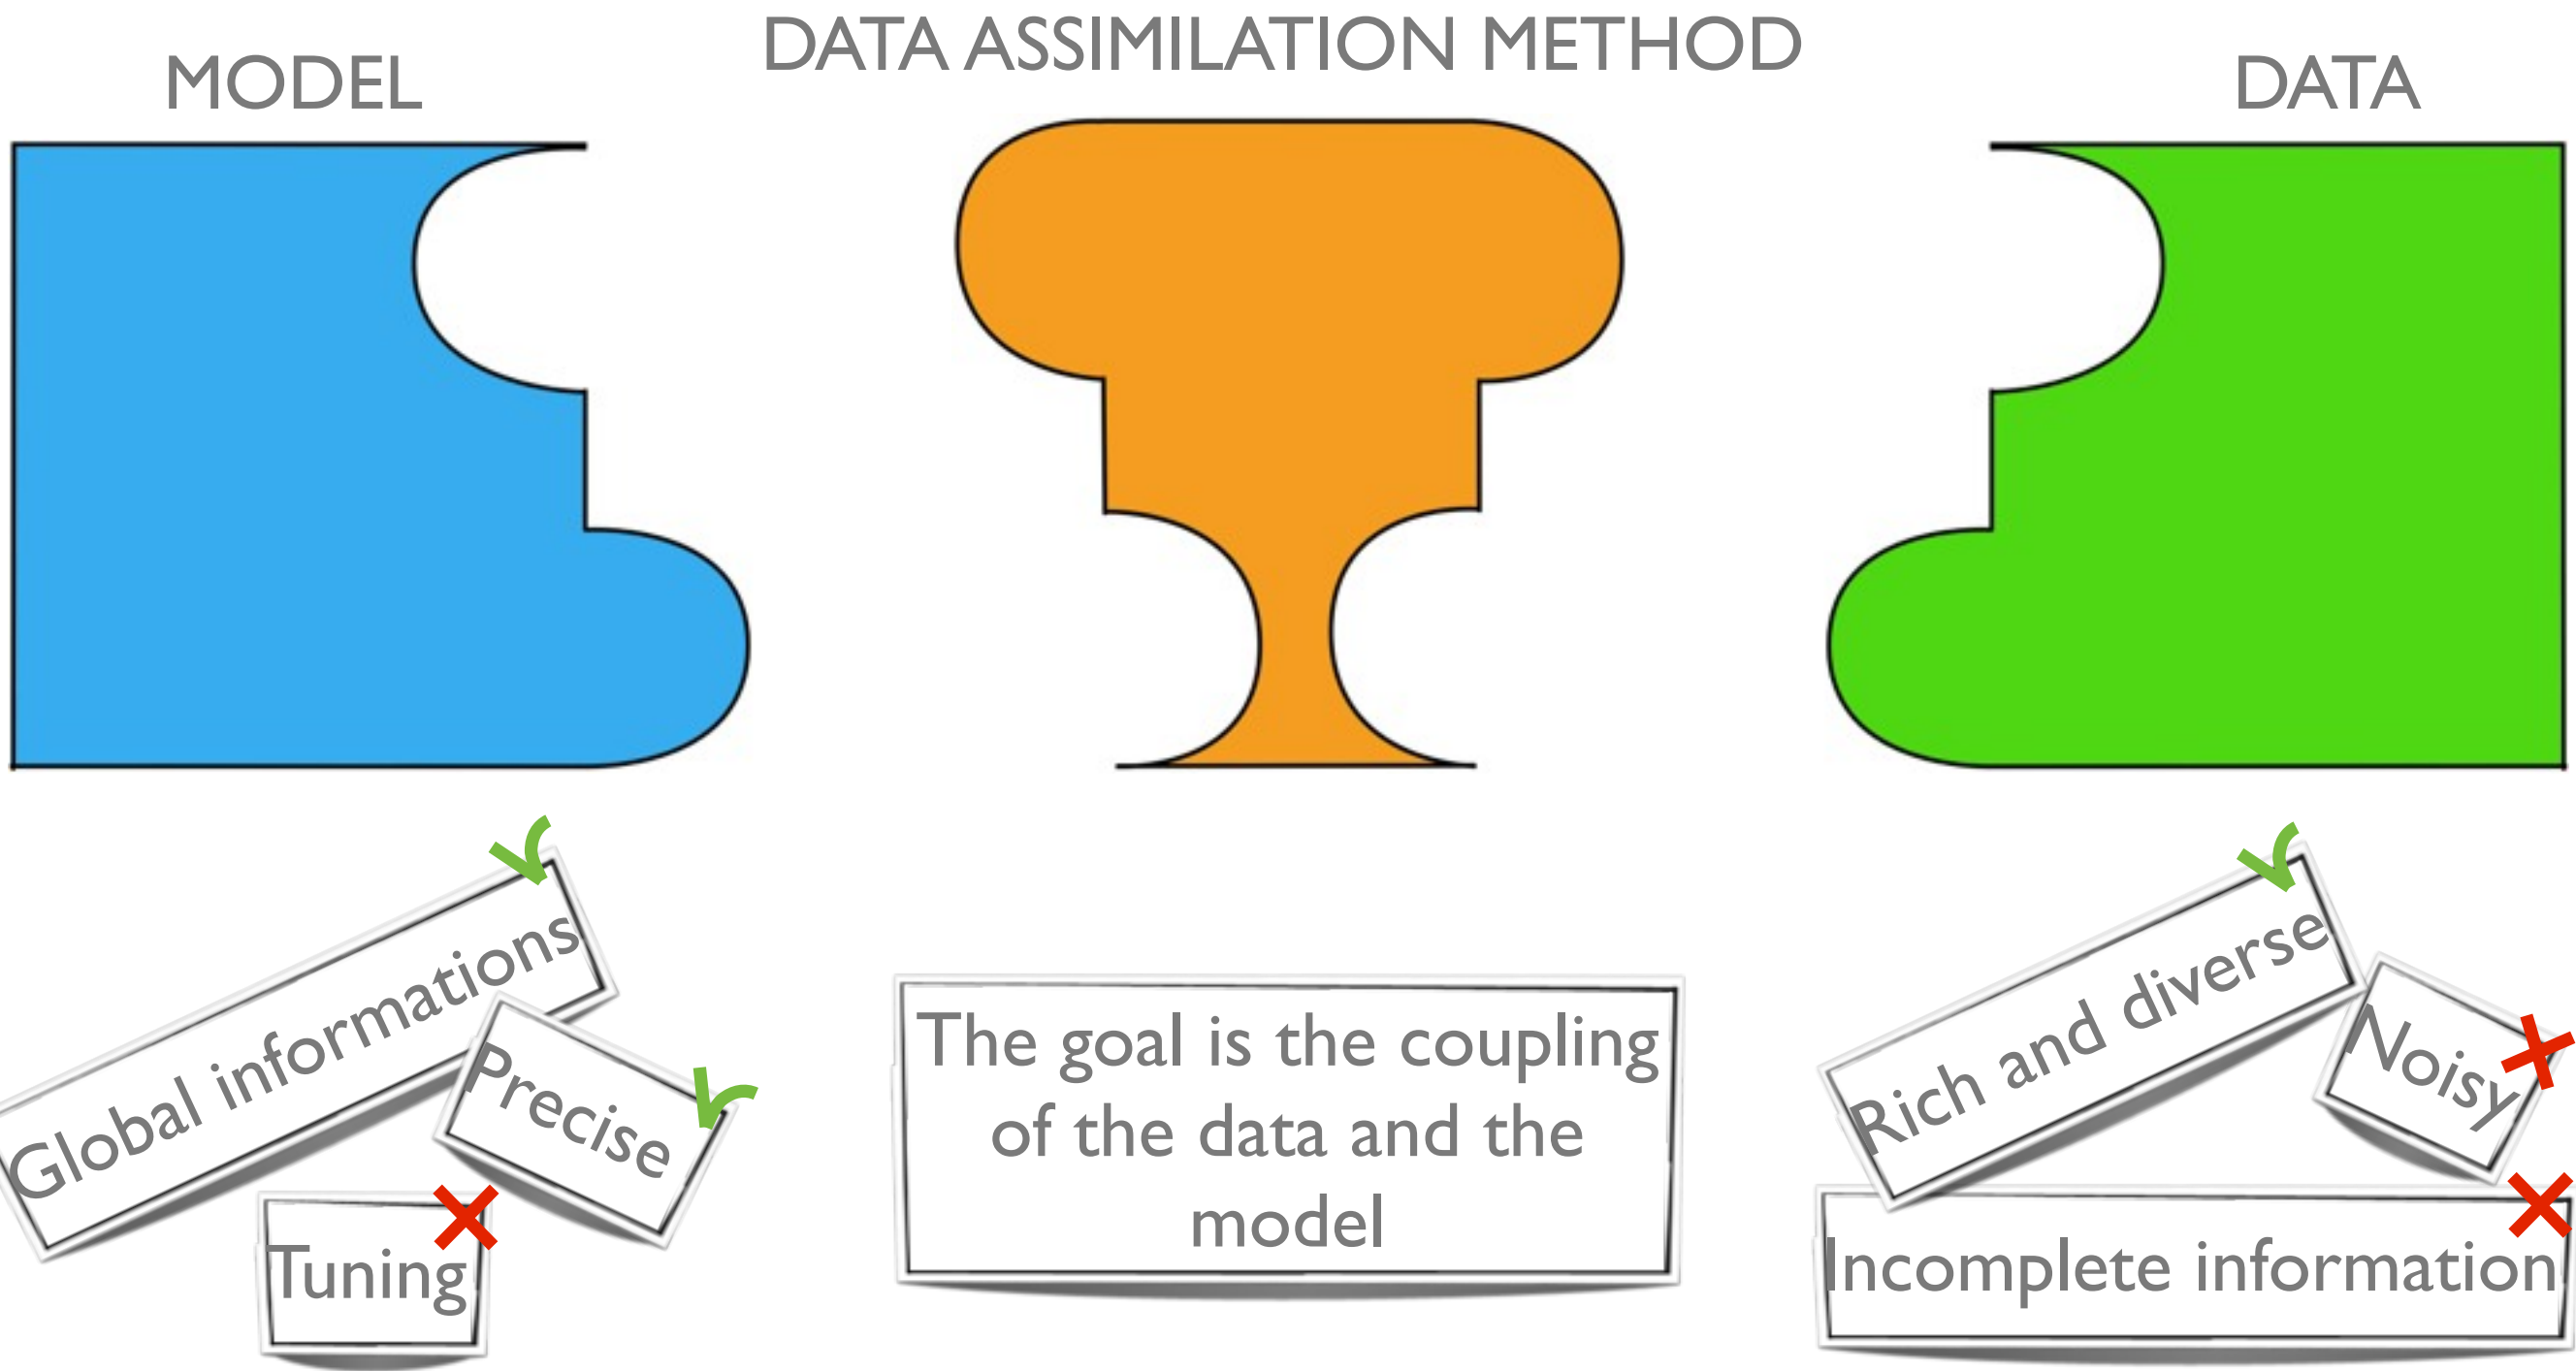 DATA ASSIMILATION METHOD
MODEL
DATA
Global informations
Precise
Tuning
The goal is the coupling
of the data and the
model
Rich and diverse
Noisy
Incomplete information